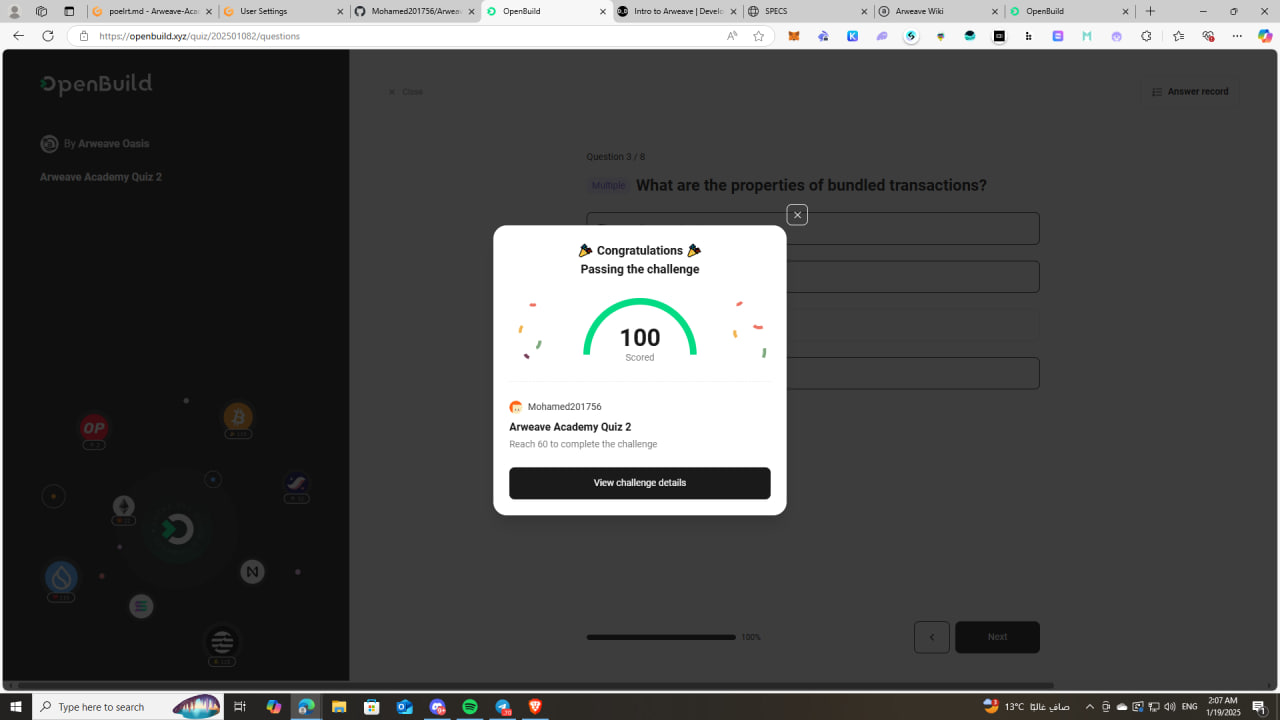 poelrt.md - Arweave-Aca
User Settings
Mohamed201756/Arwea
OpenBuild
Intro to Arweave | Develo
SPECS
Arweave Wiki
OpenBuild
https://openbuild.xyz/quiz/202501082/questions
OpenBuild
By Arweave Oasis
Arweave Academy Quiz 2
Close
Answer record
Question 3 / 8
Multiple What are the properties of bundled transactions?
Congratulations
Passing the challenge
100
Scored
Mohamed201756
Arweave Academy Quiz 2
Reach 60 to complete the challenge
View challenge details
OP
100%
Next
Type here to search
13°C
ENG
2:07 AM
1/19/2025